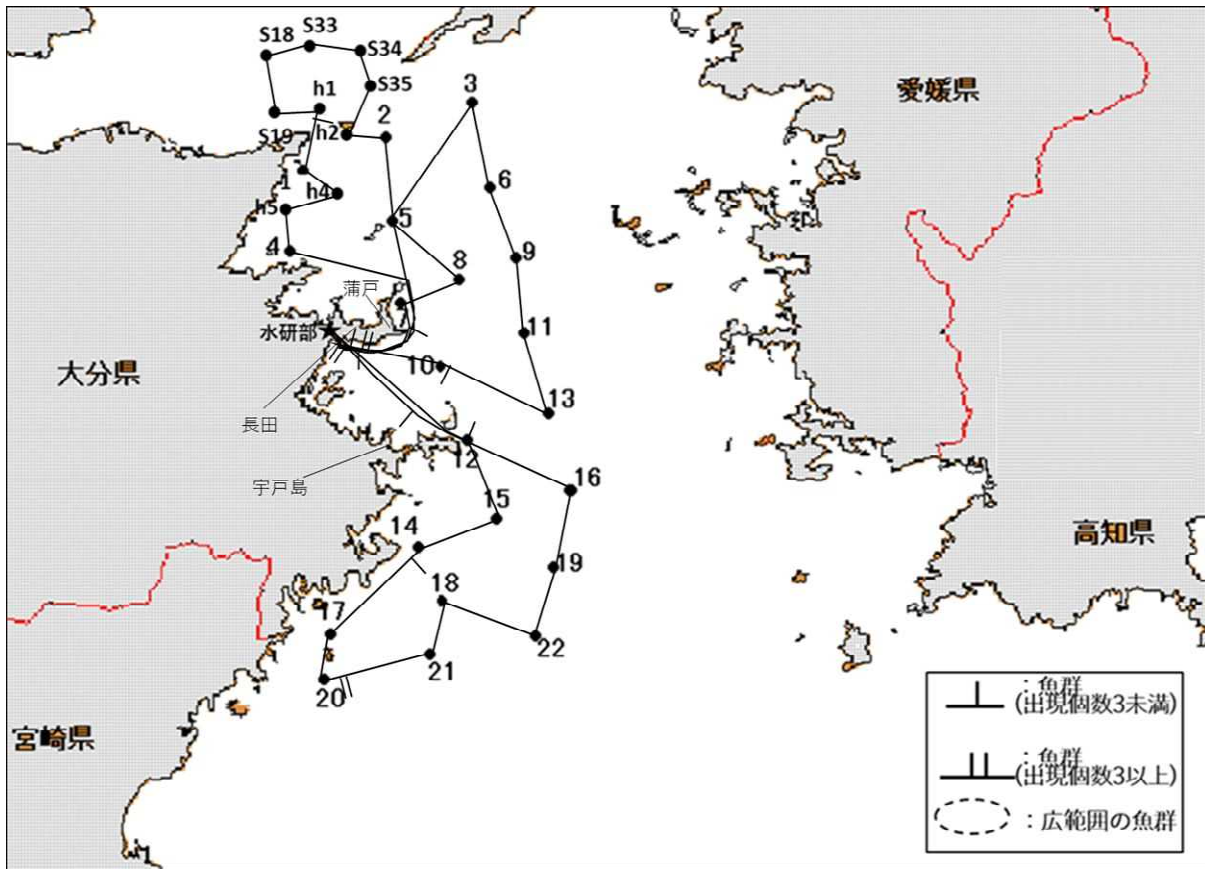 S33
S18
S34
S35
愛媛県
3
h1
S19
h2
2
1
h4
6
h5
5
4
9
8
蒲戸
水研部
11
大分県
10
13
長田
12
宇戸島
16
15
14
高知県
19
18
17
22
21
20
宮崎県
：魚群
(出現個数3未満)
：魚群
(出現個数3以上)
：広範囲の魚群